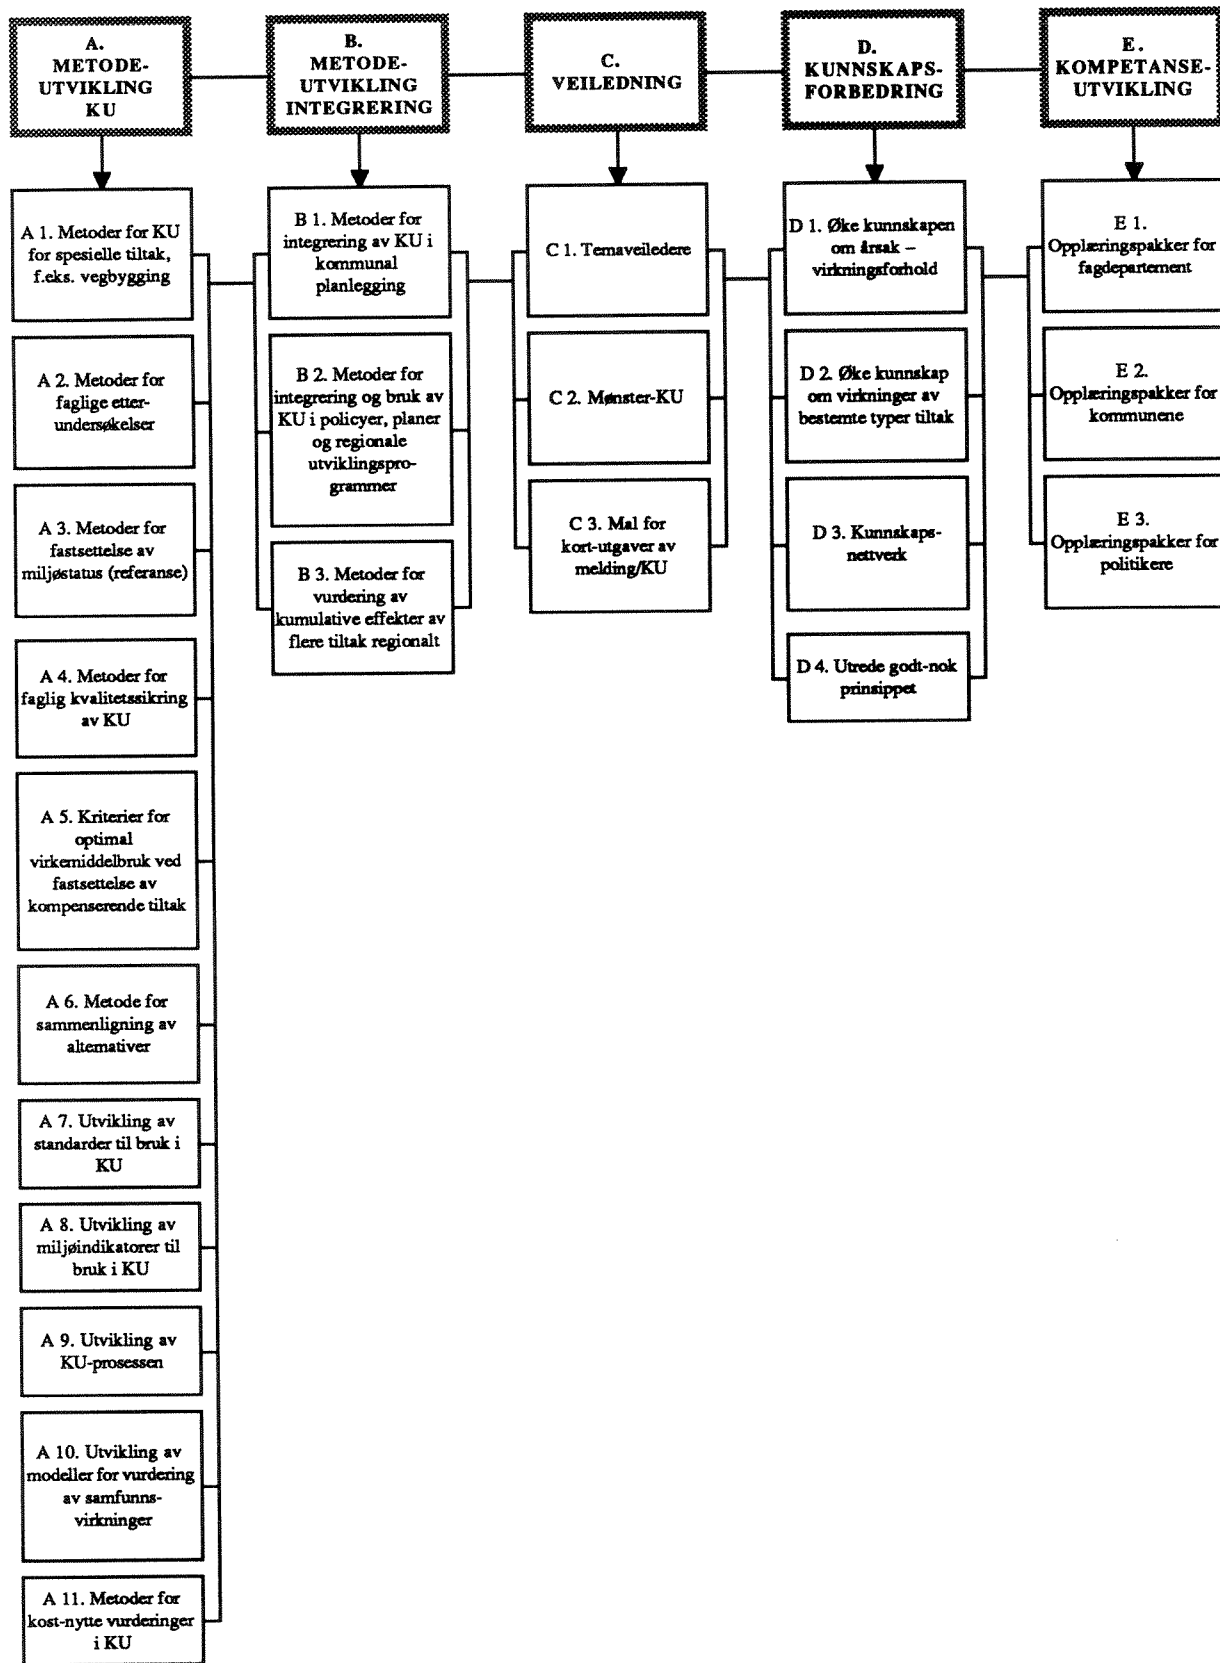 A.
METODE-
UTVIKLING
KU
B.
METODE-
UTVIKLING
INTEGRERING
C.
VEILEDNING
D.
KUNNSKAPS-
FORBEDRING
E.
KOMPETANSE-
UTVIKLING
A 1. Metoder for KU
for spesielle tiltak,
f.eks. vegbygging
A 2. Metoder for
faglige etter-
undersøkelser
A 3. Metoder for
fastsettelse av
miljøstatus (referanse)
A 4. Metoder for
faglig kvalitetssikring
av KU
A 5. Kriterier for
optimal
virkemiddelbruk ved
fastsettelse av
kompenserende tiltak
A 6. Metode for
sammenligning av
alternativer
A 7. Utvikling av
standarder til bruk i
KU
A 8. Utvikling av
miljøindikatorer til
bruk i KU
A 9. Utvikling av
KU-prosessen
A 10. Utvikling av
modeller for vurdering
av samfunns-
virkninger
A 11. Metoder for
kost-nytte vurderinger
i KU
B 1. Metoder for
integrering av KU i
kommunal
planlegging
B 2. Metoder for
integrering og bruk av
KU i policyer, planer
og regionale
utviklingspro-
grammer
B 3. Metoder for
vurdering av
kumulative effekter av
flere tiltak regionalt
C 1. Temaveiledere
C 2. Mønster-KU
C 3. Mal for
kort-utgaver av
melding/KU
D 1. Øke kunnskapen
om årsak –
virkningsforhold
D 2. Øke kunnskap
om virkninger av
bestemte typer tiltak
D 3. Kunnskaps-
nettverk
D 4. Utrede godt-nok
prinsippet
E 1.
Opplæringspakker for
fagdepartement
E 2.
Opplæringspakker for
kommunene
E 3.
Opplæringspakker for
politikere